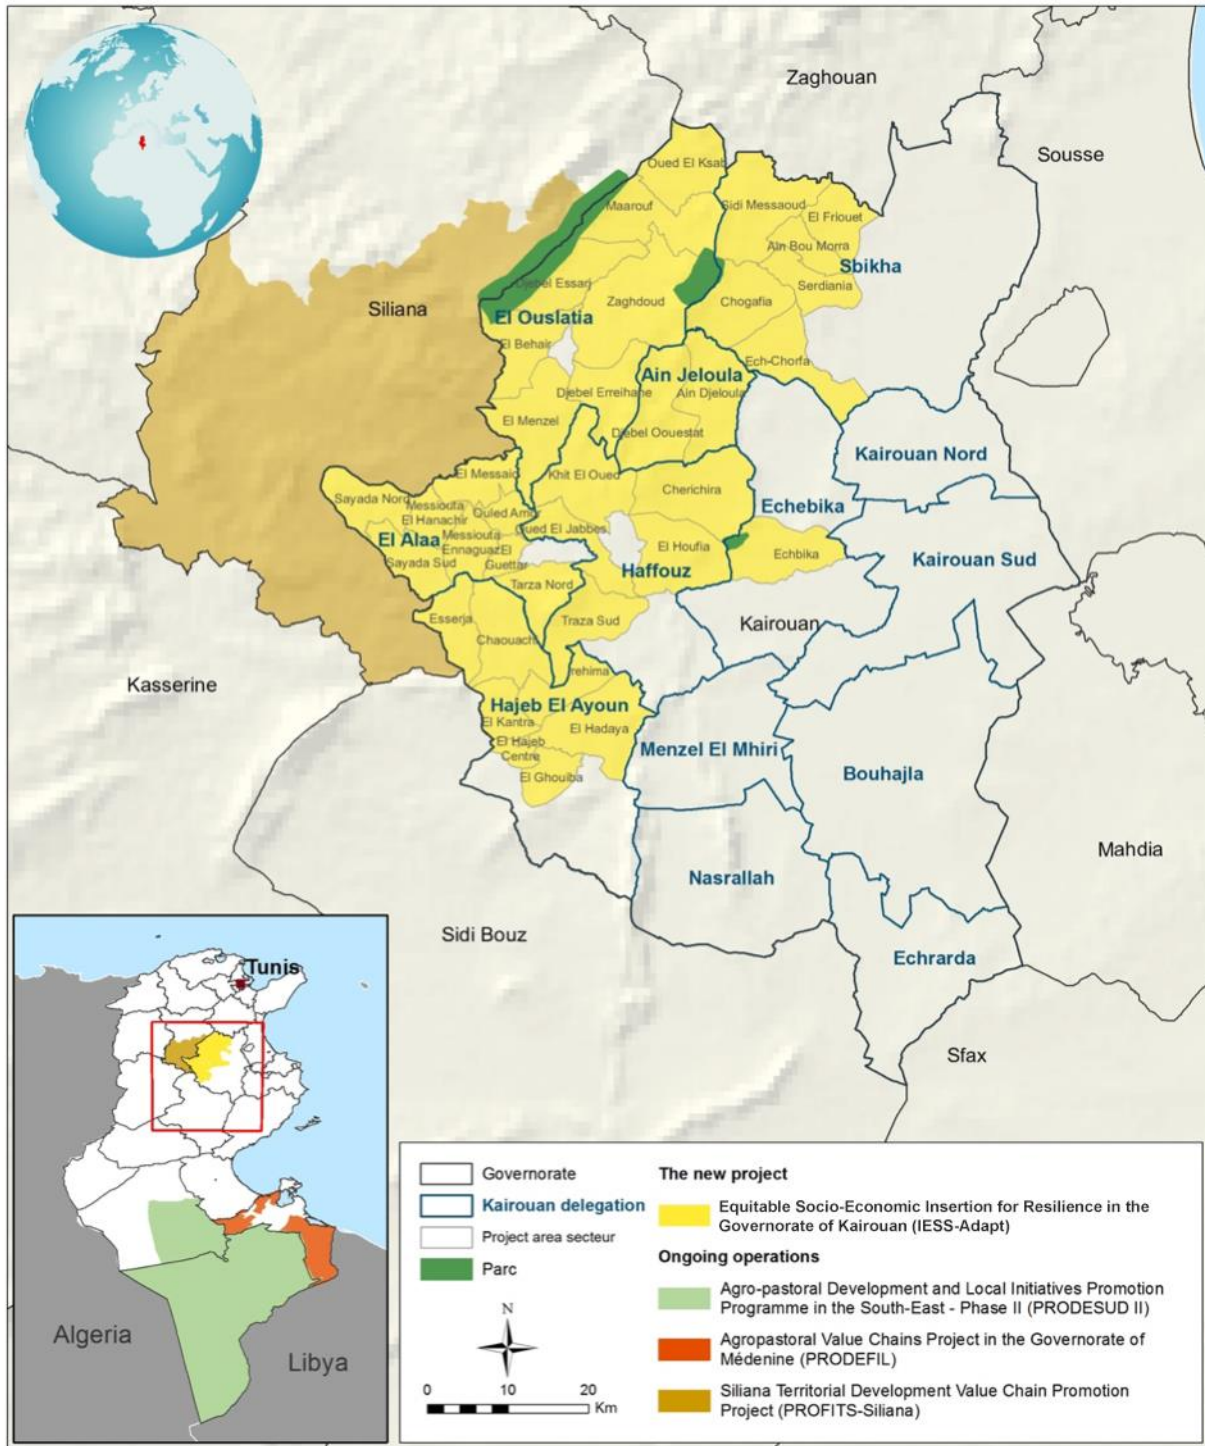 Zaghouan
Sousse
Oued El Ksab
Maarouf
Sidi Messaoud
El Friouet
Ain Bou Morra
Sbikha
Djebel Essarj
Zaghdoud
Chogafia
Serdiania
Siliana
El Ouslatia
El Behair
Ech-Chorfa
Ain Jeloula
Djebel Erreihane
Ain Djeloula
El Menzel
Djebel Oouestat
Kairouan Nord
El Messaid
Khit El Oued
Cherichira
Sayada Nord
Messiouta
El Hanachir
Ouled Amor
Echebika
Oued El Jabbes
El Alaa
Messiouta
Ennaguaz
El
Guettar
El Houfia
Echbika
Kairouan Sud
Sayada Sud
Haffouz
Tarza Nord
Esserja
Traza Sud
Kairouan
Chaouachi
rehima
Kasserine
Hajeb El Ayoun
El Kantra
El Hadaya
Menzel El Mhiri
El Hajeb
Centre
El Ghouiba
Bouhajla
Mahdia
Nasrallah
Sidi Bouz
Echrarda
Sfax
Tunis
Algeria
Libya
Governorate
Kairouan delegation
Project area secteur
Parc
N
0 10 20
Km
The new project
Equitable Socio-Economic Insertion for Resilience in the
Governorate of Kairouan (IESS-Adapt)
Ongoing operations
Agro-pastoral Development and Local Initiatives Promotion
Programme in the South-East - Phase II (PRODESUD II)
Agropastoral Value Chains Project in the Governorate of
Médenine (PRODEFIL)
Siliana Territorial Development Value Chain Promotion
Project (PROFITS-Siliana)